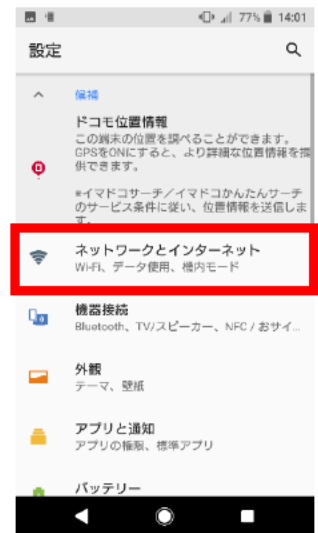 77% 14:01
設定
候補
ドコモ位置情報
この端末の位置を調べることができます。
GPSをONにすると、より詳細な位置情報を提
供できます。
※イマドコサーチ／イマドコかんたんサーチ
のサービス条件に従い、位置情報を送信しま
す。
ネットワークとインターネット
Wi-Fi、データ使用、機内モード
機器接続
Bluetooth、TV/スピーカー、NFC / おサイ...
外観
テーマ、壁紙
アプリと通知
アプリの権限、標準アプリ
バッテリー